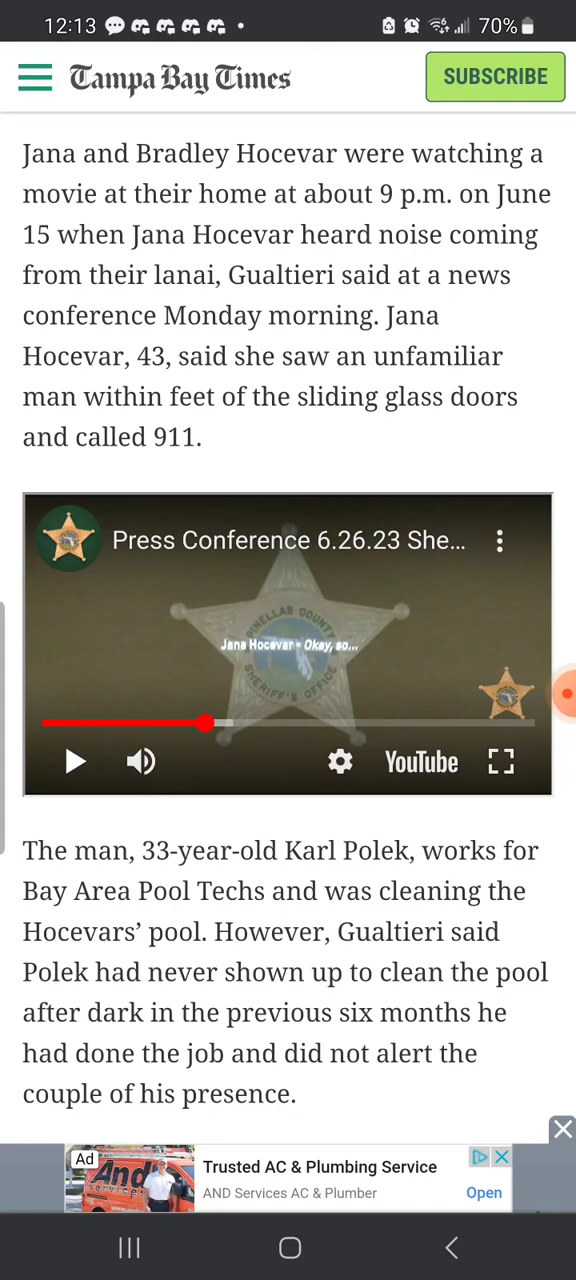 12:13 70%
Tampa Bay Times
SUBSCRIBE
Jana and Bradley Hocevar were watching a
movie at their home at about 9 p.m. on June
15 when Jana Hocevar heard noise coming
from their lanai, Gualtieri said at a news
conference Monday morning. Jana
Hocevar, 43, said she saw an unfamiliar
man within feet of the sliding glass doors
and called 911.
Press Conference 6.26.23 She...
PINELLAS COUNTY
Jana Hocevar - Okay, so...
SHERIFF'S OFFICE
YouTube
The man, 33-year-old Karl Polek, works for
Bay Area Pool Techs and was cleaning the
Hocevars’ pool. However, Gualtieri said
Polek had never shown up to clean the pool
after dark in the previous six months he
had done the job and did not alert the
couple of his presence.
Ad
And
services
Trusted AC & Plumbing Service
AND Services AC & Plumber
Open